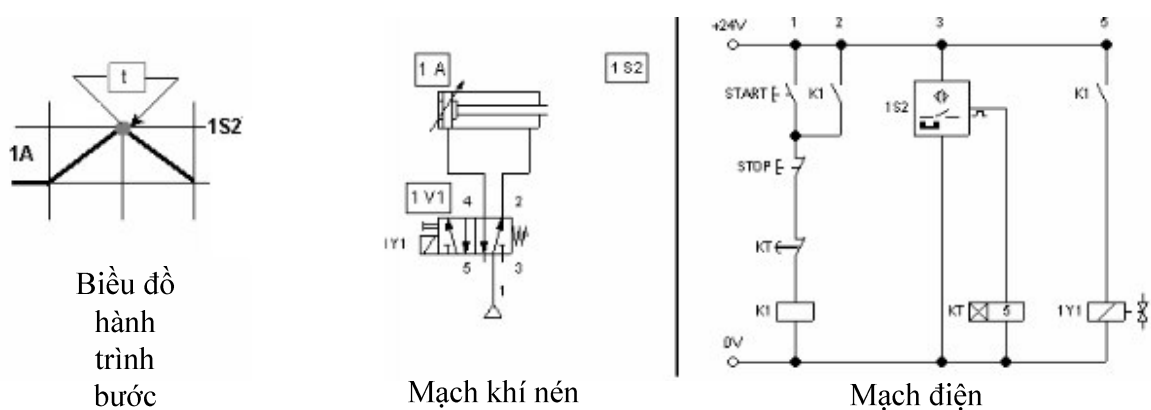 t
1S2
1A
Biều đồ
hành
trình
bước
1 A
1 S2
1 V1
4
2
1Y1
5
3
1
Mạch khí nén
+24V
1
2
3
5
START
K1
1S2
K1
STOP
KT
K1
KT
5
1Y1
0V
Mạch điện